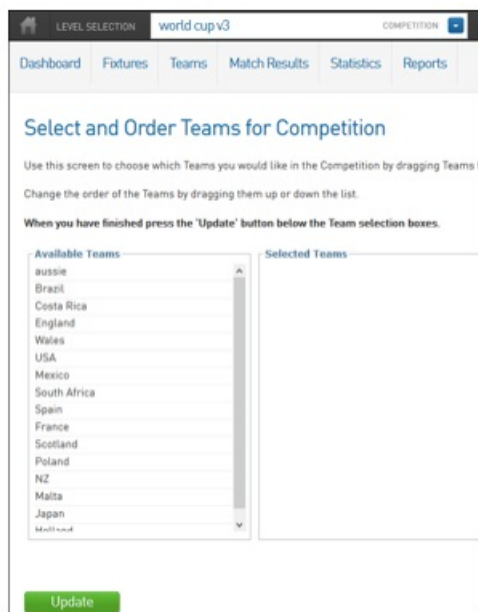 LEVEL SELECTION world cup v3 COMPETITION
Dashboard Fixtures Teams Match Results Statistics Reports
Select and Order Teams for Competition
Use this screen to choose which Teams you would like in the Competition by dragging Teams
Change the order of the Teams by dragging them up or down the list.
When you have finished press the 'Update' button below the Team selection boxes.
Available Teams
aussie
Brazil
Costa Rica
England
Wales
USA
Mexico
South Africa
Spain
France
Scotland
Poland
NZ
Malta
Japan
Holland
Selected Teams
Update